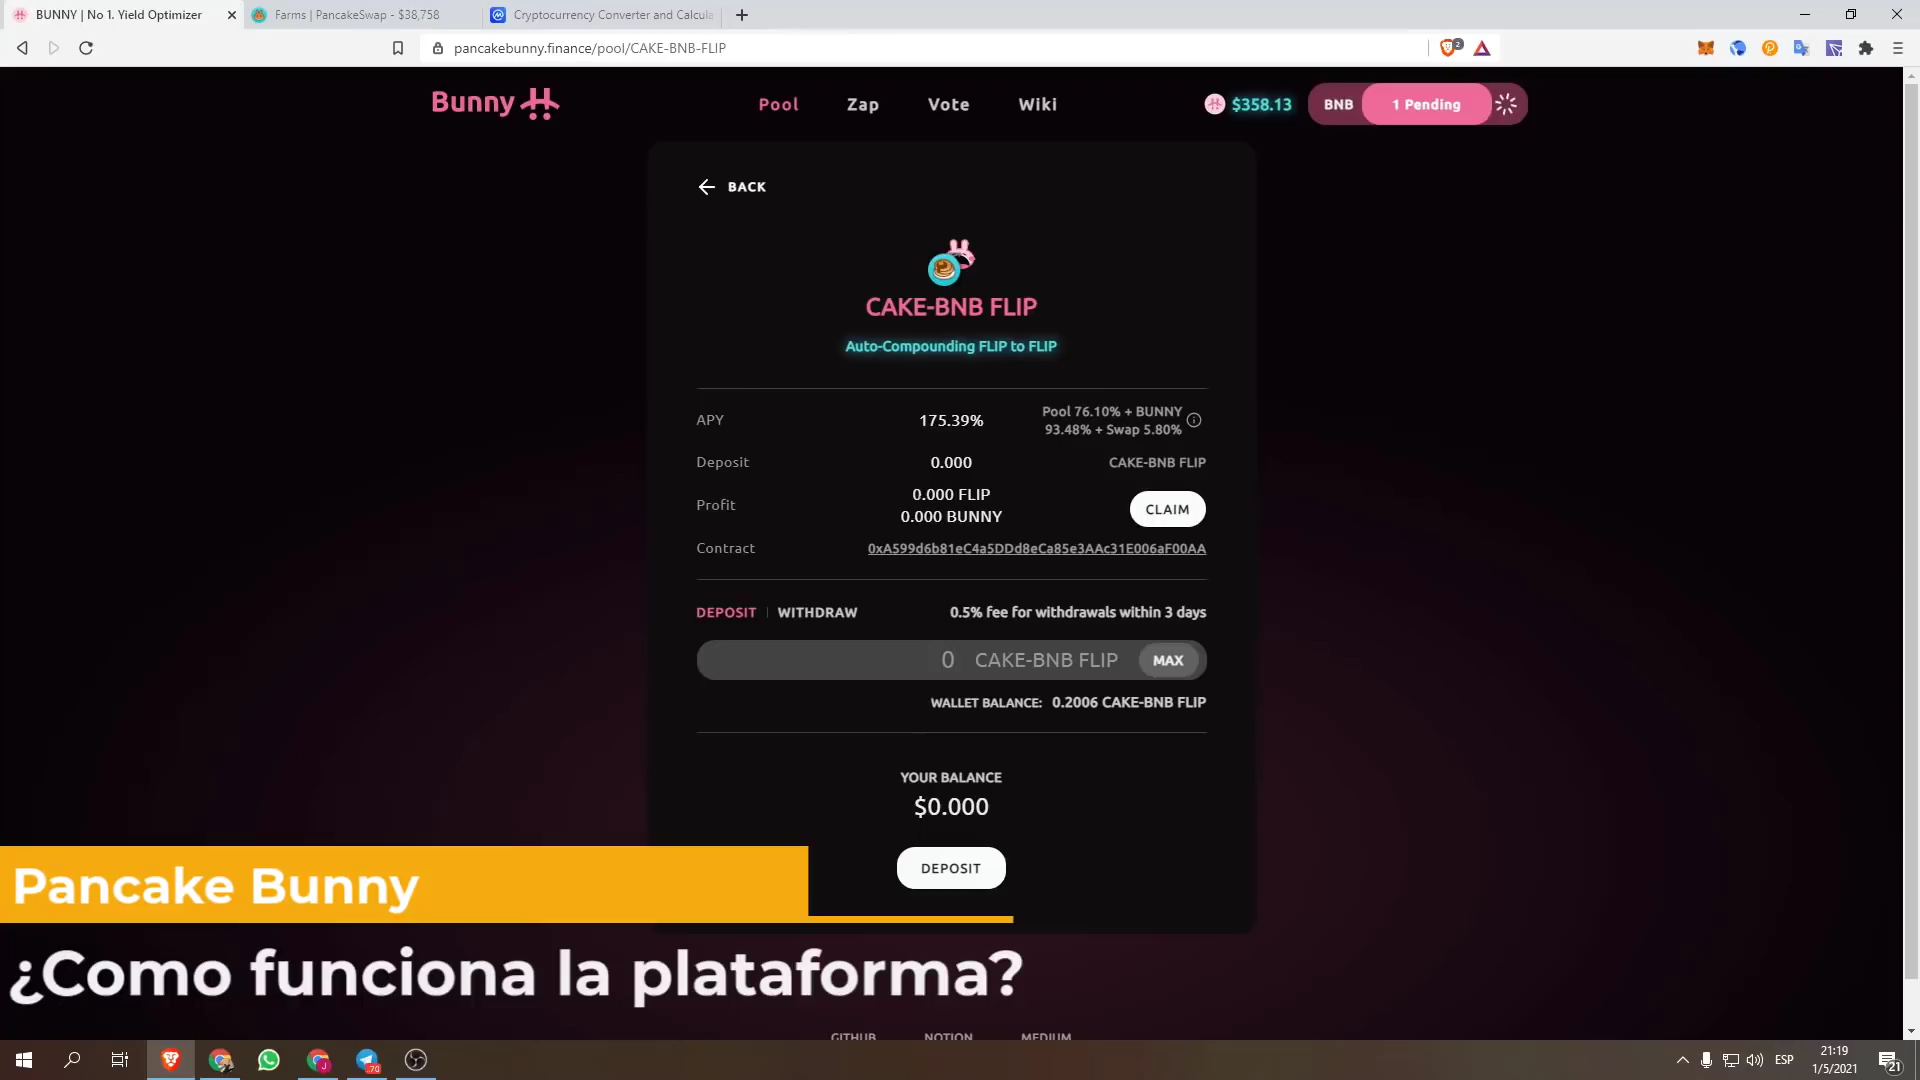 BUNNY | No 1. Yield Optimizer
Farms | PancakeSwap - $38,758
Cryptocurrency Converter and Calcula
pancakebunny.finance/pool/CAKE-BNB-FLIP
2
Bunny
Pool
Zap
Vote
Wiki
$358.13
BNB
1 Pending
BACK
CAKE-BNB FLIP
Auto-Compounding FLIP to FLIP
APY
175.39%
Pool 76.10% + BUNNY
93.48% + Swap 5.80%
Deposit
0.000
CAKE-BNB FLIP
Profit
0.000 FLIP
0.000 BUNNY
CLAIM
Contract
0xA599d6b81eC4a5DDd8eCa85e3AAc31E006aF00AA
DEPOSIT | WITHDRAW
0.5% fee for withdrawals within 3 days
0 CAKE-BNB FLIP
MAX
WALLET BALANCE: 0.2006 CAKE-BNB FLIP
YOUR BALANCE
$0.000
DEPOSIT
Pancake Bunny
¿Como funciona la plataforma?
GITHUB
NOTION
MEDIUM
70
ESP
21:19
1/5/2021
21